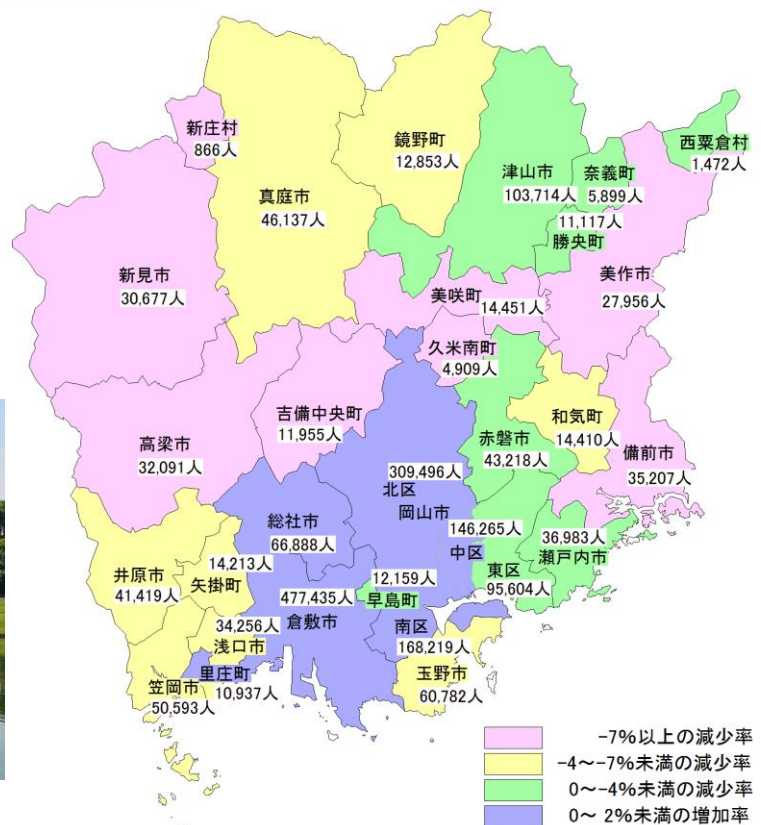 新庄村
866人
真庭市
46,137人
鏡野町
12,853人
津山市
103,714人
奈義町
5,899人
西粟倉村
1,472人
11,117人
勝央町
美作市
27,956人
新見市
30,677人
美咲町
14,451人
久米南町
4,909人
吉備中央町
11,955人
高梁市
32,091人
赤磐市
43,218人
和気町
14,410人
備前市
35,207人
309,496人
北区
岡山市
146,265人
中区
東区
95,604人
36,983人
瀬戸内市
総社市
66,888人
井原市
41,419人
14,213人
矢掛町
12,159人
早島町
477,435人
倉敷市
南区
168,219人
34,256人
浅口市
里庄町
10,937人
笠岡市
50,593人
玉野市
60,782人
-7%以上の減少率
-4~-7%未満の減少率
0~-4%未満の減少率
0~ 2%未満の増加率